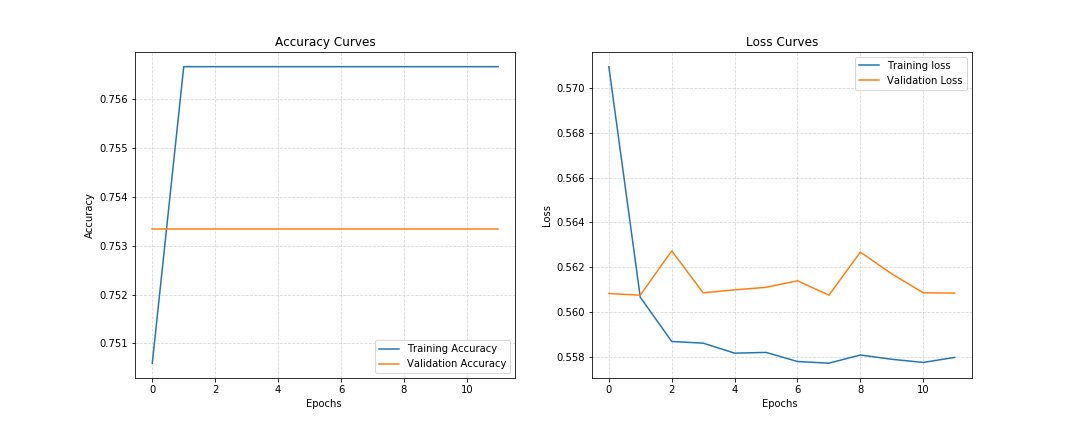 Accuracy Curves
Accuracy
0.756
0.755
0.754
0.753
0.752
0.751
0 2 4 6 8 10
Epochs
Training Accuracy
Validation Accuracy
Loss Curves
Loss
0.570
0.568
0.566
0.564
0.562
0.560
0.558
0 2 4 6 8 10
Epochs
Training loss
Validation Loss